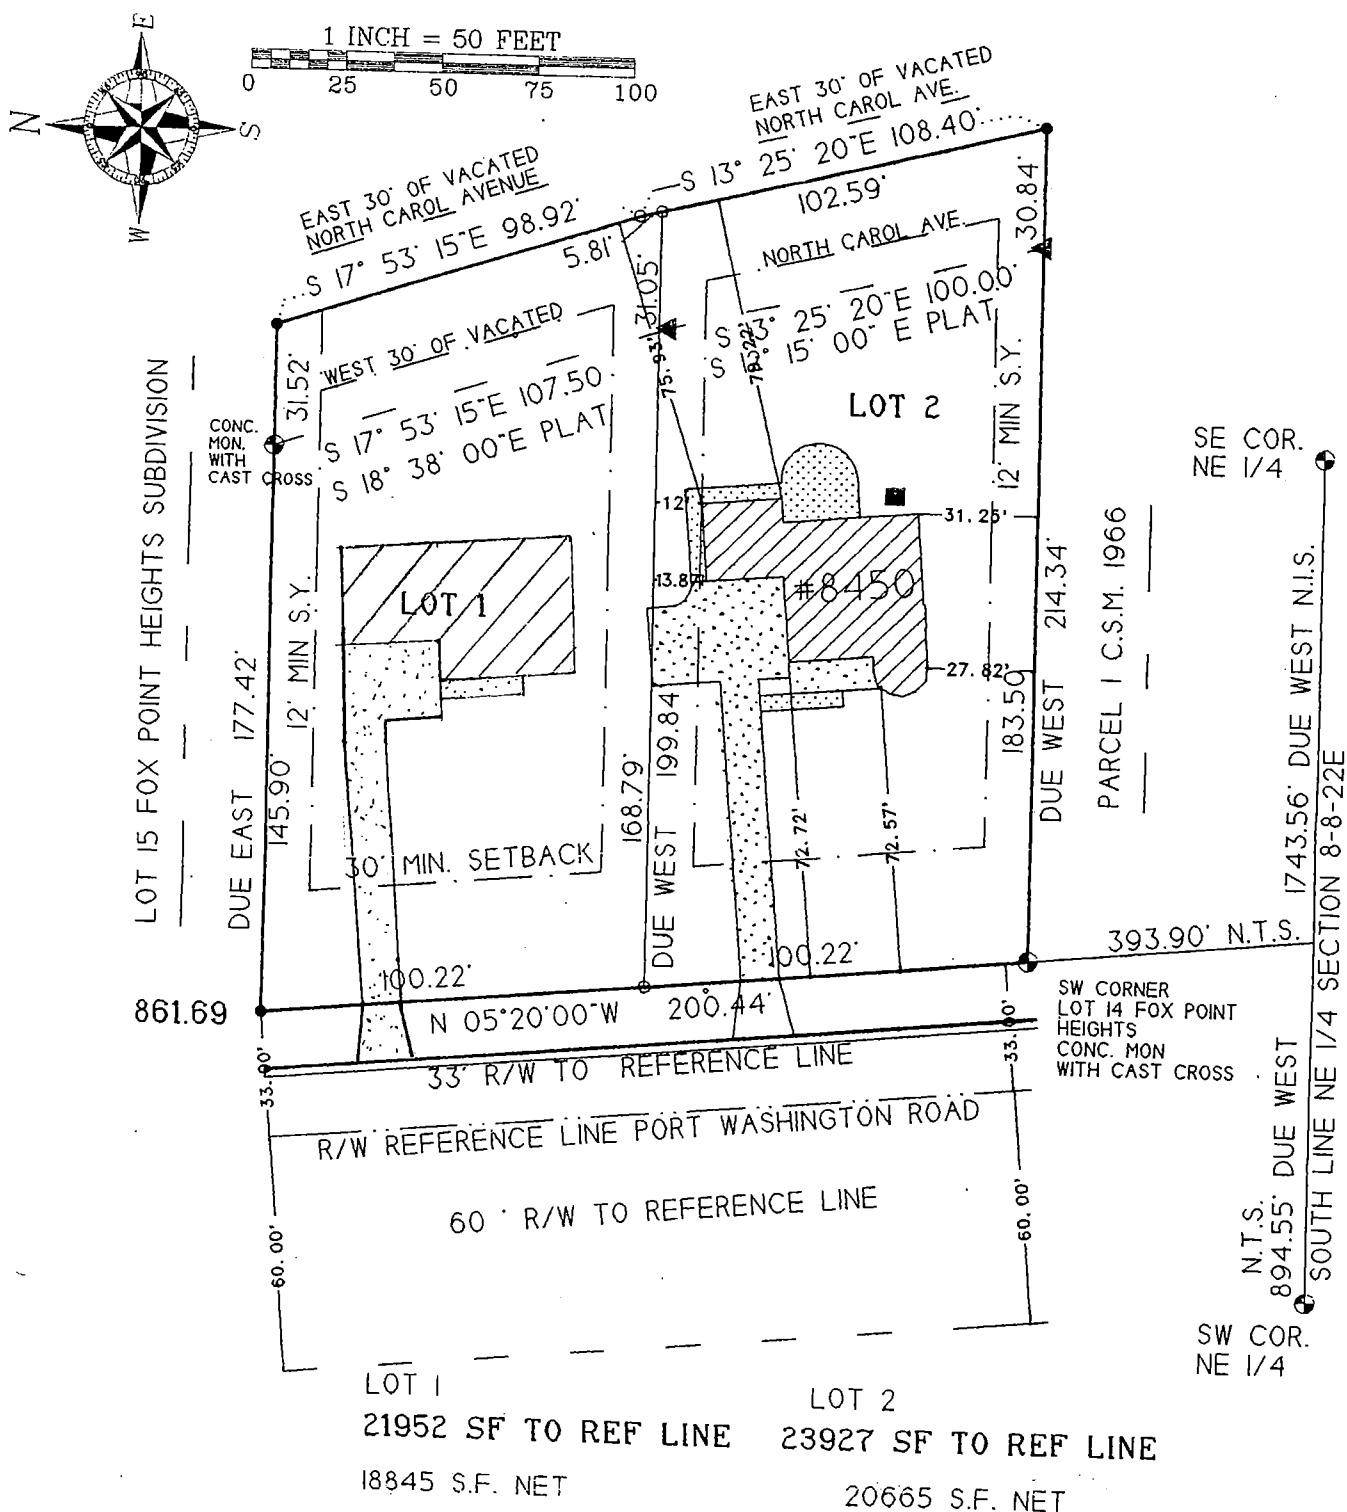 1 INCH = 50 FEET
0 25 50 75 100
N
E
S
W
EAST 30' OF VACATED
NORTH CAROL AVE.
S 13° 25' 20"E 108.40'
102.59'
30.84'
EAST 30' OF VACATED
NORTH CAROL AVENUE
S 17° 53' 15"E 98.92'
5.81'
31.05'
NORTH CAROL AVE.
S 13° 25' 20"E 100.00'
15' 00" E PLAT
75.93'
WEST 30' OF VACATED
S 17° 53' 15"E 107.50
S 18° 38' 00"E PLAT
31.52'
CONC.
MON.
WITH
CAST CROSS
LOT 15 FOX POINT HEIGHTS SUBDIVISION
LOT 2
12' MIN S.Y.
12'
31.25'
13.87'
#8450
27.82'
LOT 1
12' MIN S.Y.
DUE EAST 177.42'
145.90'
168.79'
DUE WEST 199.84'
30' MIN. SETBACK
72.72'
72.57'
183.50
DUE WEST 214.34'
PARCEL 1 C.S.M. 1966
SE COR.
NE 1/4
1743.56' DUE WEST N.I.S.
SOUTH LINE NE 1/4 SECTION 8-8-22E
N.T.S.
894.55' DUE WEST
SW COR.
NE 1/4
393.90' N.T.S.
SW CORNER
LOT 14 FOX POINT
HEIGHTS
CONC. MON
WITH CAST CROSS
861.69
100.22'
100.22'
N 05°20'00"W 200.44'
33.00'
33.00'
33' R/W TO REFERENCE LINE
R/W REFERENCE LINE PORT WASHINGTON ROAD
60' R/W TO REFERENCE LINE
60.00'
60.00'
LOT 1
21952 SF TO REF LINE
18845 S.F. NET
LOT 2
23927 SF TO REF LINE
20665 S.F. NET